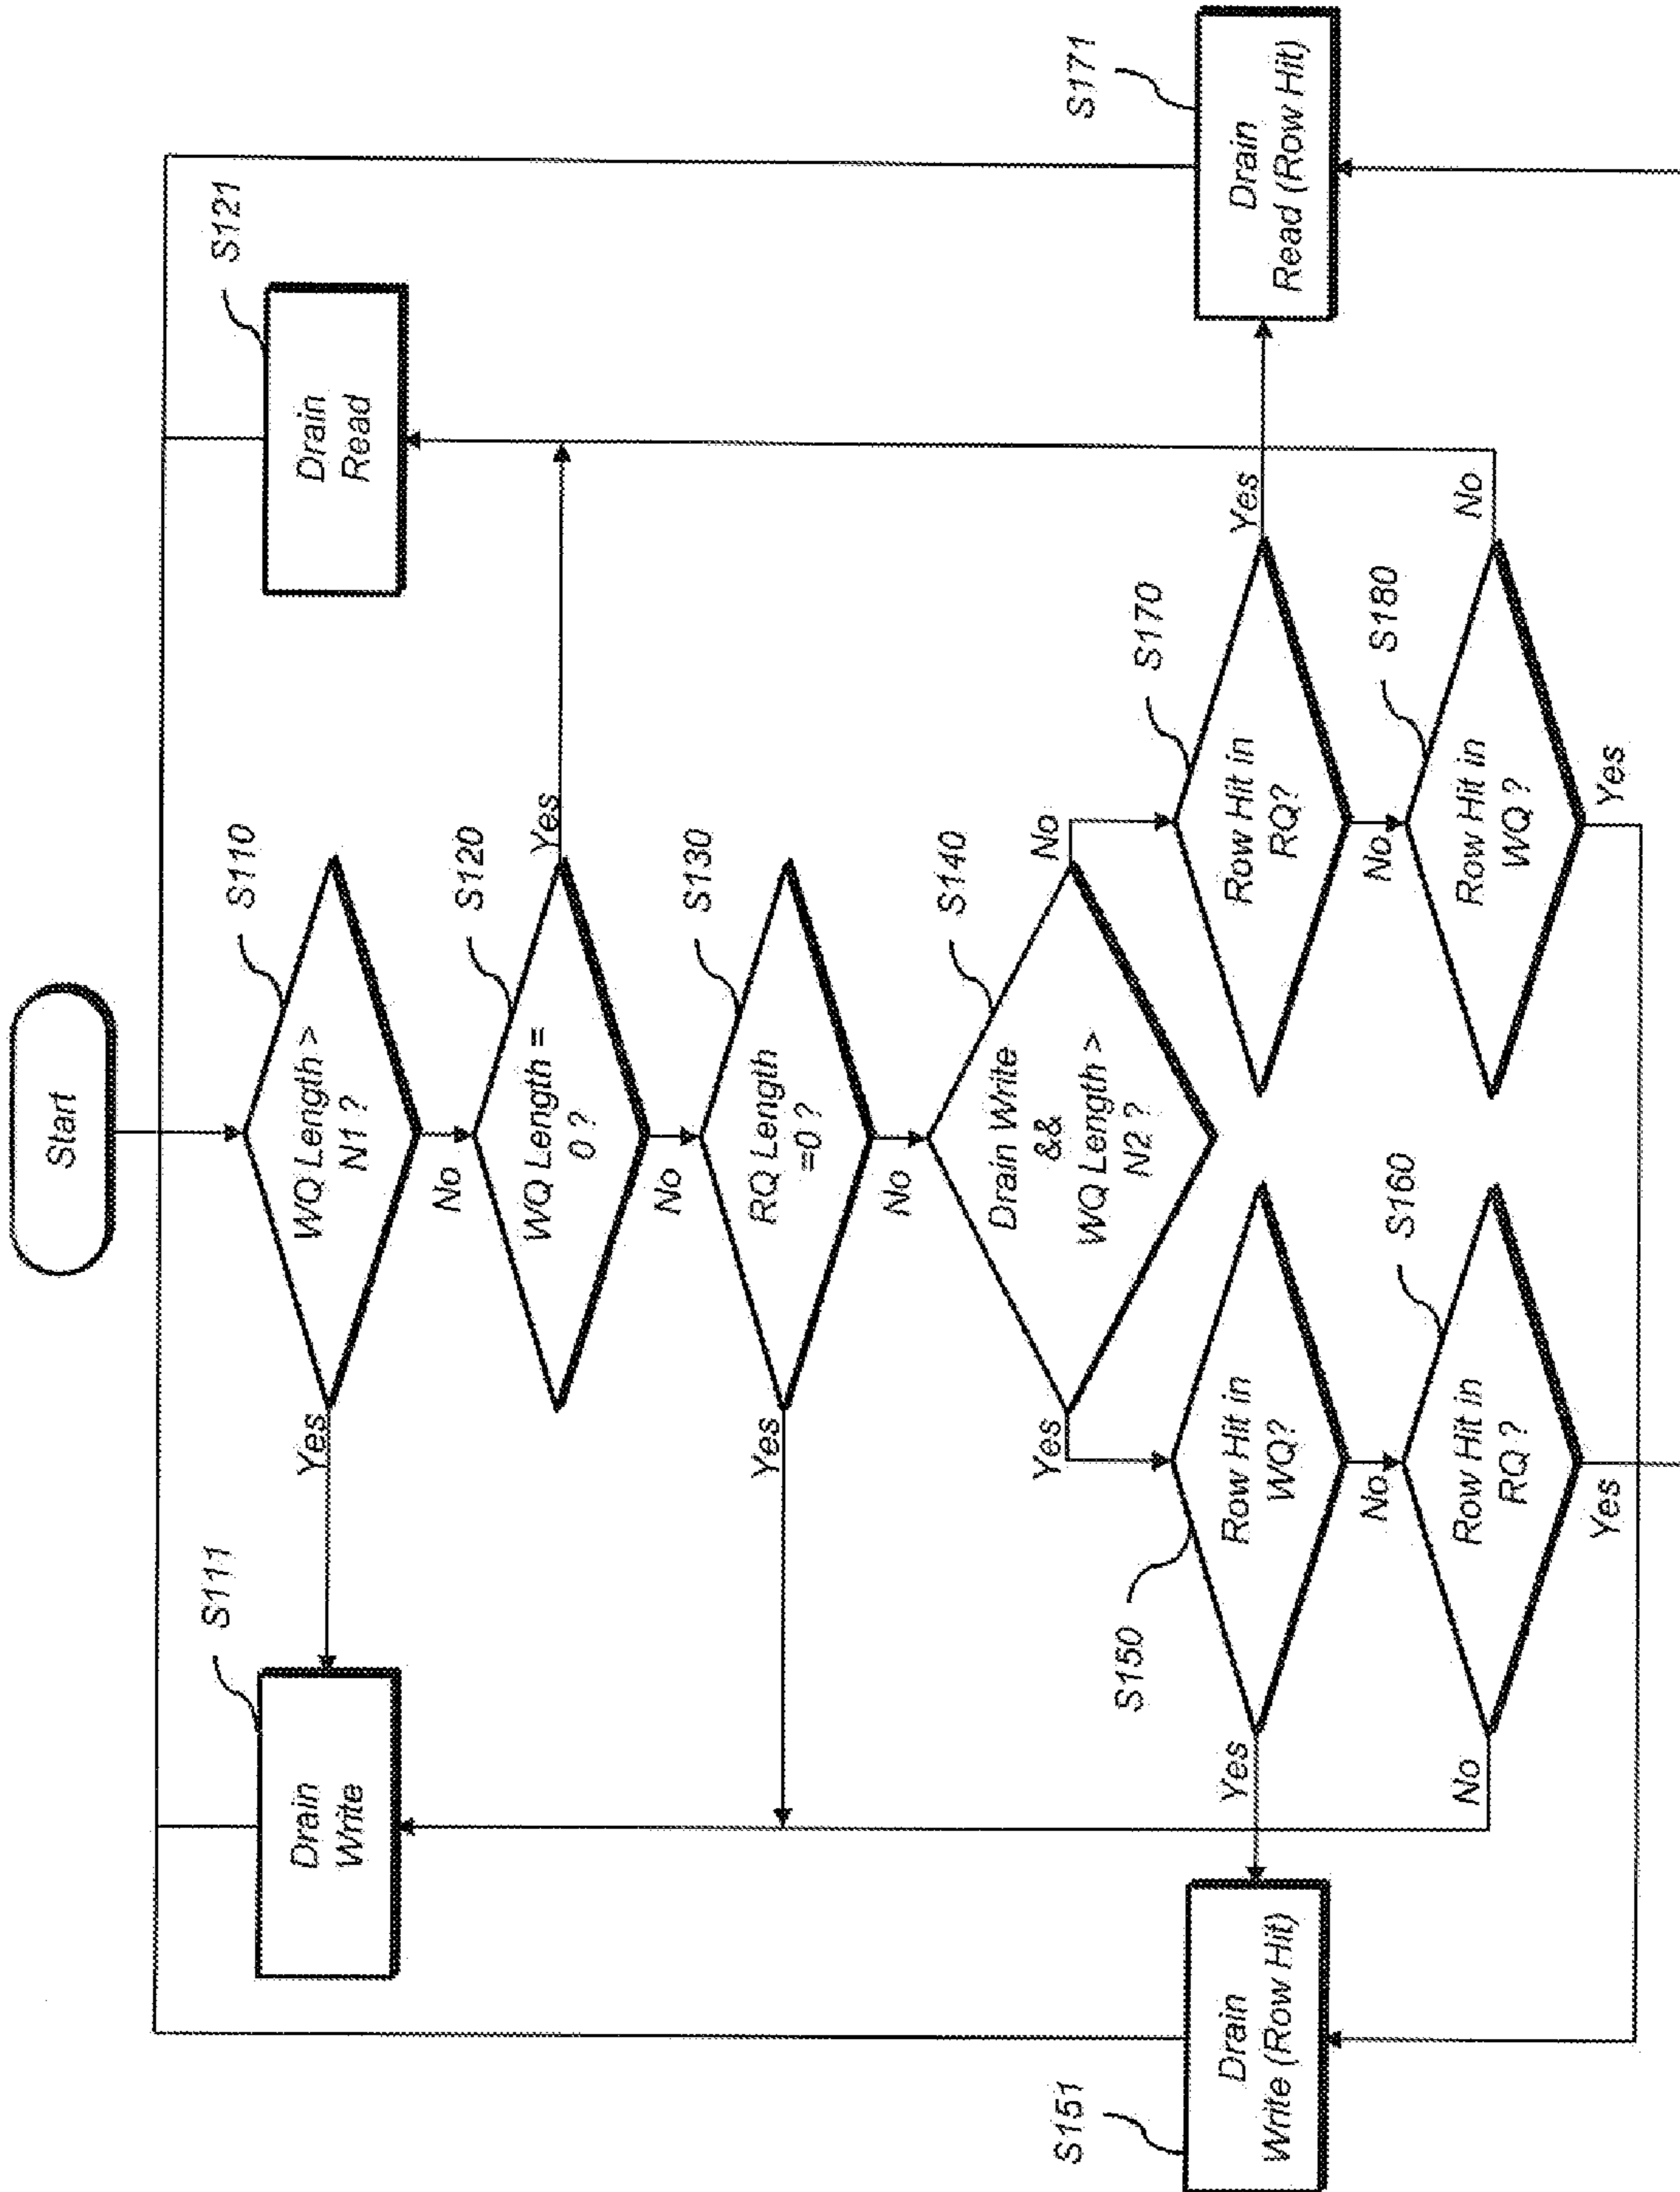 Start
WQ Length >
N1 ?
S110
Yes
No
Drain
Write
S111
WQ Length =
0 ?
S120
Yes
No
Drain
Read
S121
RQ Length
=0 ?
S130
Yes
No
Drain Write
&&
WQ Length >
N2 ?
S140
Yes
No
Row Hit in
WQ?
S150
Yes
No
Drain
Write (Row Hit)
S151
Row Hit in
RQ ?
S160
No
Yes
Row Hit in
RQ?
S170
Yes
No
Drain
Read (Row Hit)
S171
Row Hit in
WQ ?
S180
No
Yes